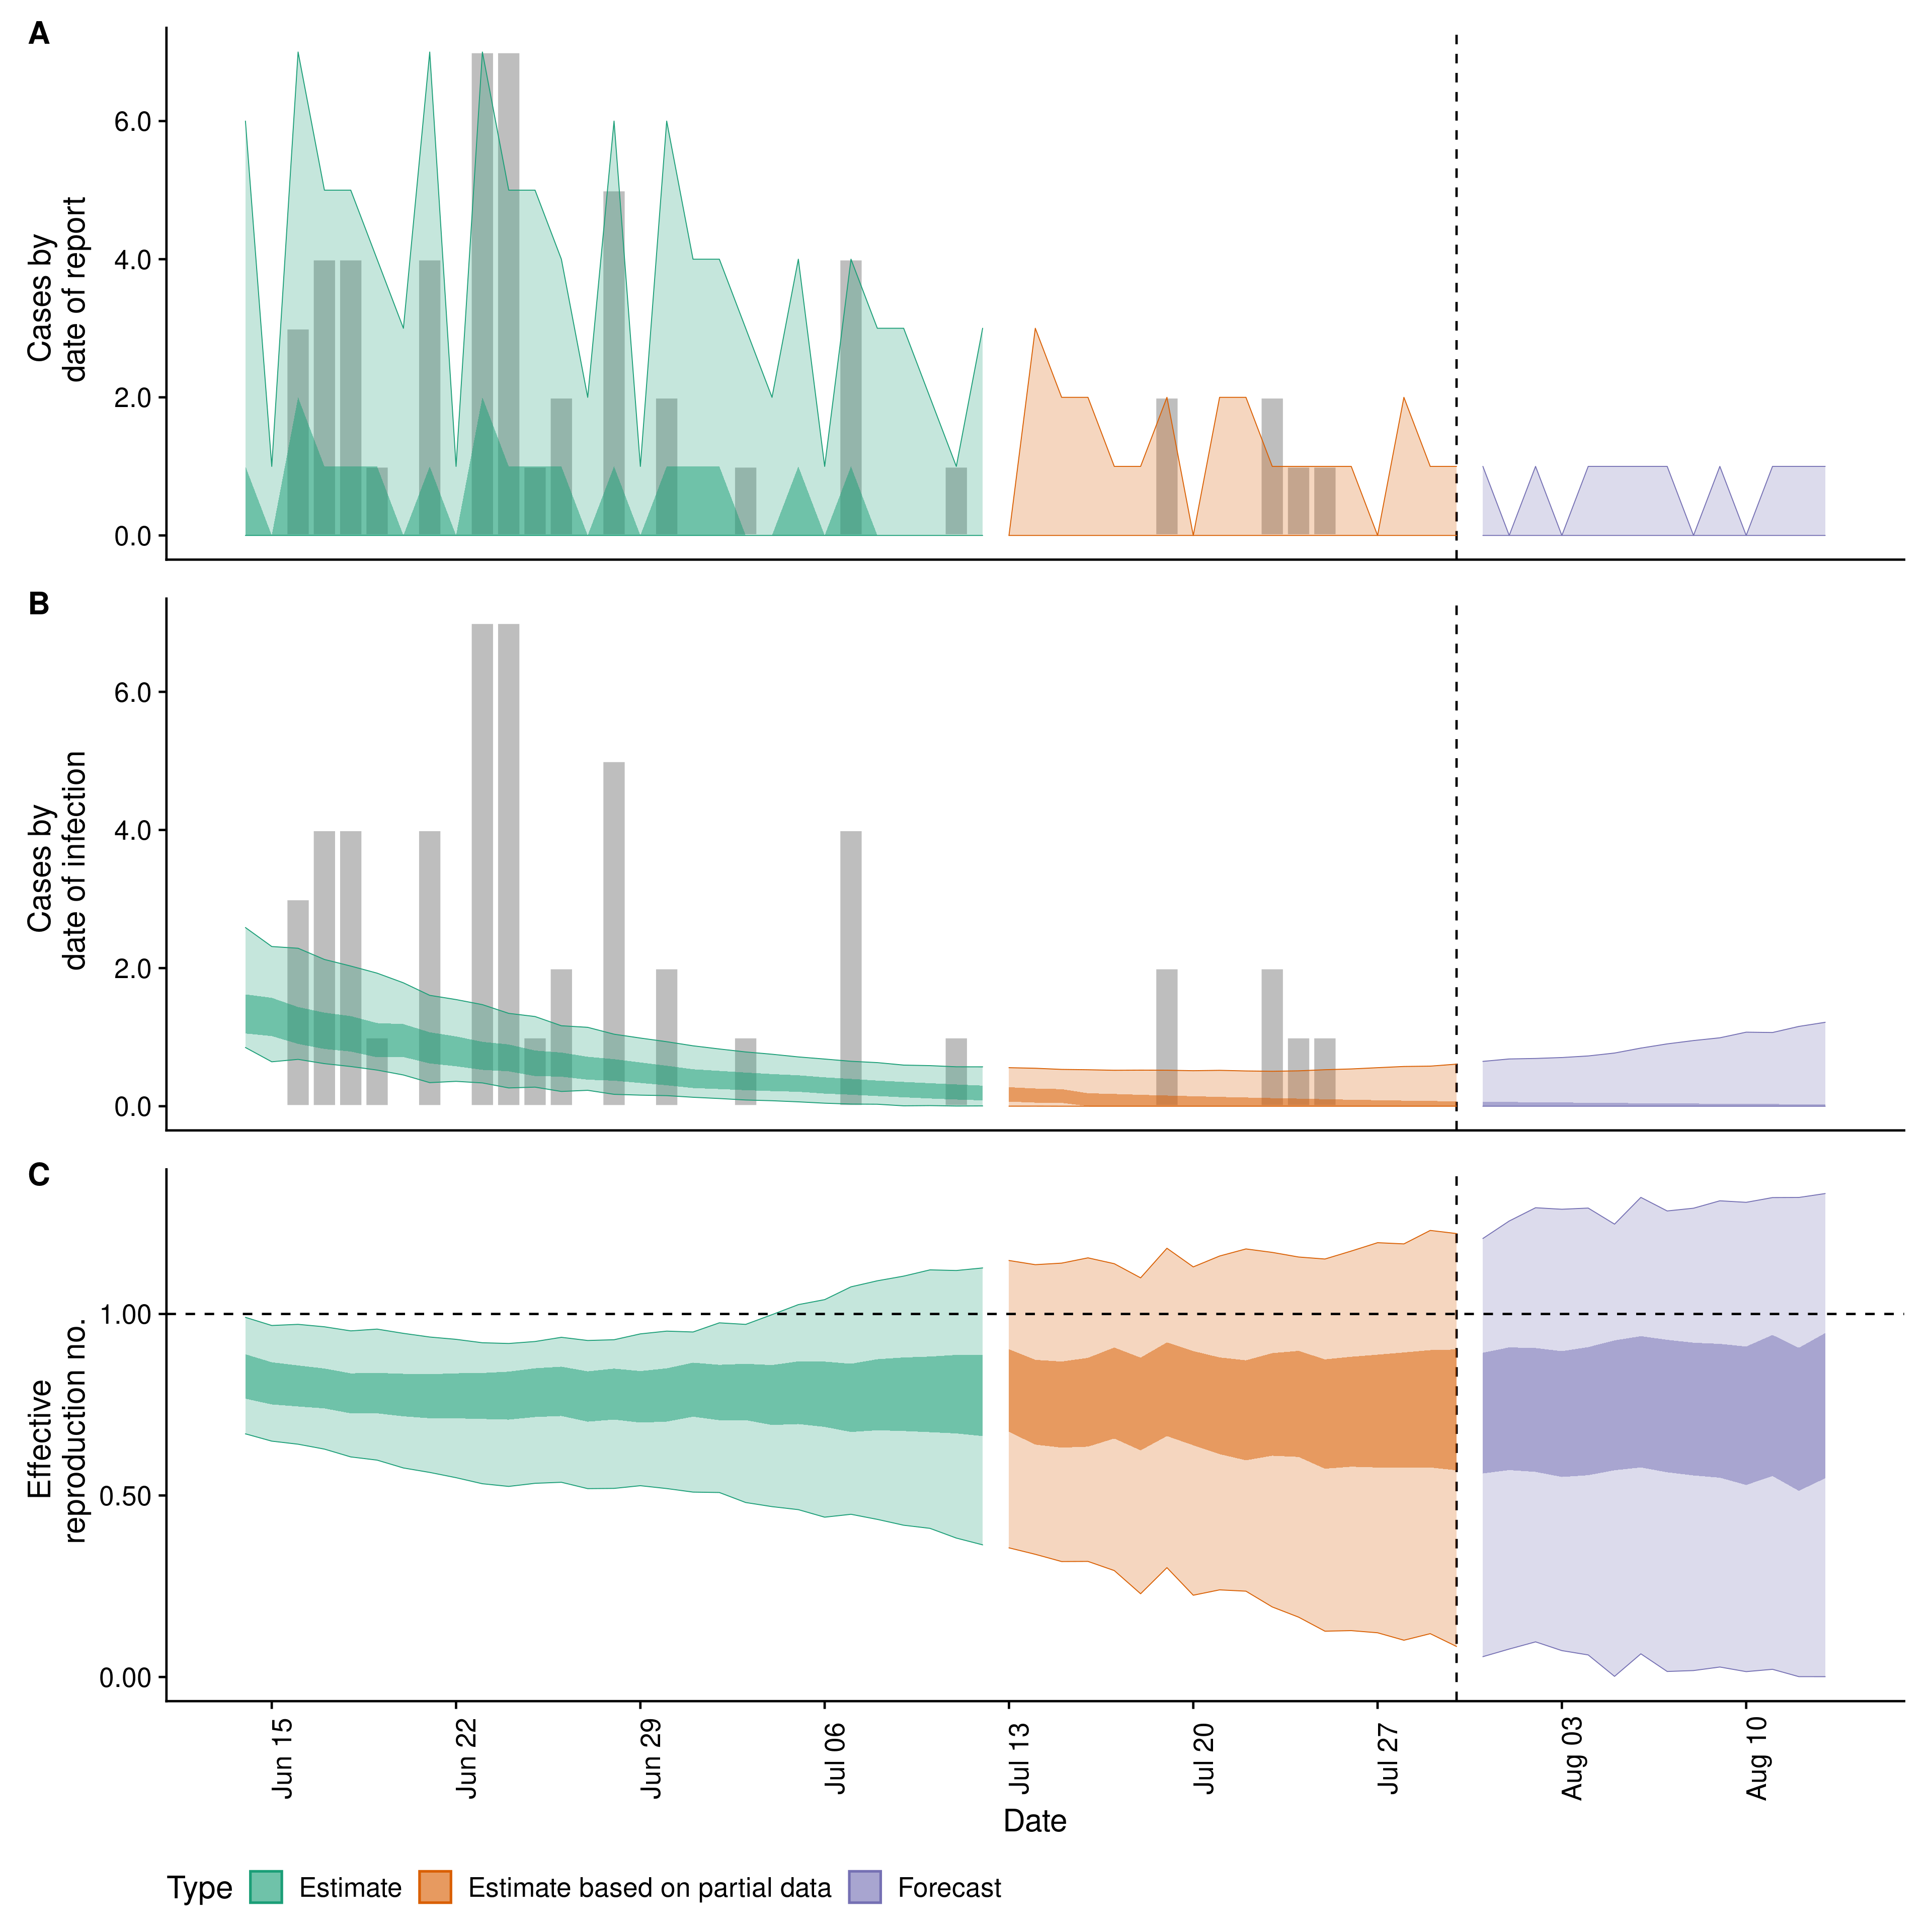 A
Cases by
date of report
6.0
4.0
2.0
0.0
B
Cases by
date of infection
6.0
4.0
2.0
0.0
C
Effective
reproduction no.
1.00
0.50
0.00
Jun 15
Jun 22
Jun 29
Jul 06
Jul 13
Jul 20
Jul 27
Aug 03
Aug 10
Date
Type Estimate Estimate based on partial data Forecast